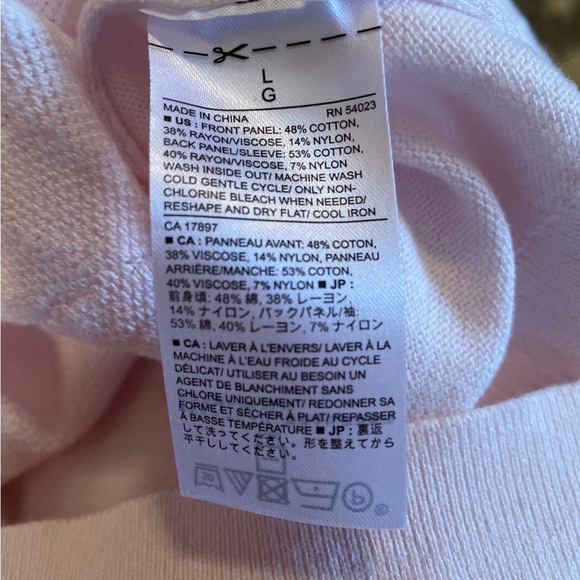 L
G
MADE IN CHINA RN 54023
■ US : FRONT PANEL: 48% COTTON,
38% RAYON/VISCOSE, 14% NYLON,
BACK PANEL/SLEEVE: 53% COTTON,
40% RAYON/VISCOSE, 7% NYLON
WASH INSIDE OUT/ MACHINE WASH
COLD GENTLE CYCLE/ ONLY NON-
CHLORINE BLEACH WHEN NEEDED/
RESHAPE AND DRY FLAT/ COOL IRON
CA 17897
■ CA : PANNEAU AVANT: 48% COTON,
38% VISCOSE, 14% NYLON, PANNEAU
ARRIÈRE/MANCHE: 53% COTON,
40% VISCOSE, 7% NYLON ■ JP :
前身頃: 48% 綿, 38% レーヨン,
14% ナイロン, バックパネル/袖:
53% 綿, 40% レーヨン, 7% ナイロン
■ CA : LAVER À L'ENVERS/ LAVER À LA
MACHINE À L'EAU FROIDE AU CYCLE
DÉLICAT/ UTILISER AU BESOIN UN
AGENT DE BLANCHIMENT SANS
CHLORE UNIQUEMENT/ REDONNER SA
FORME ET SÉCHER À PLAT/ REPASSER
À BASSE TEMPÉRATURE ■ JP : 裏返
して洗ってください。形を整えてから
平干ししてください。
30
P
®